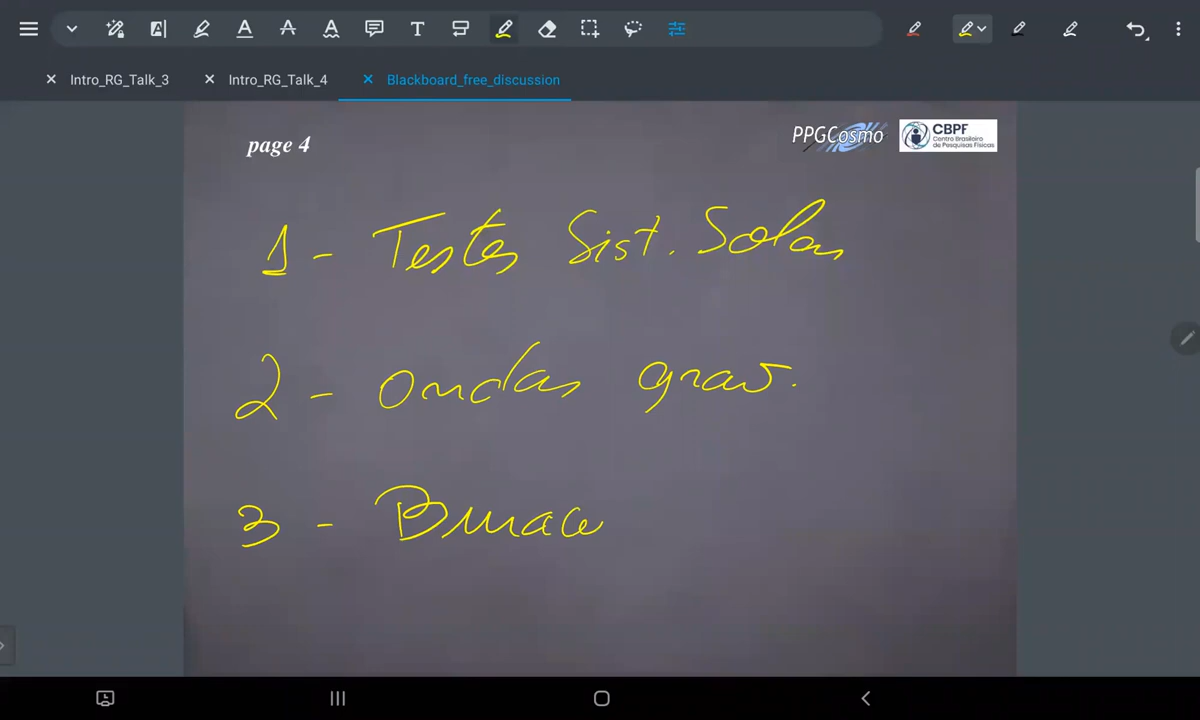 Intro_RG_Talk_3
Intro_RG_Talk_4
Blackboard_free_discussion
page 4
PPGCosmo
CBPF
Centro Brasileiro
de Pesquisas Físicas
1 - Testes Sist. Solar
2 - ondas grav.
3 -